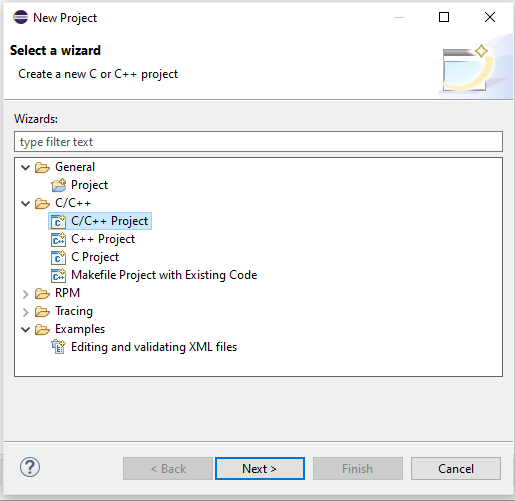 New Project
Select a wizard
Create a new C or C++ project
Wizards:
type filter text
General
Project
C/C++
C/C++ Project
C++ Project
C Project
Makefile Project with Existing Code
RPM
Tracing
Examples
Editing and validating XML files
< Back Next > Finish Cancel